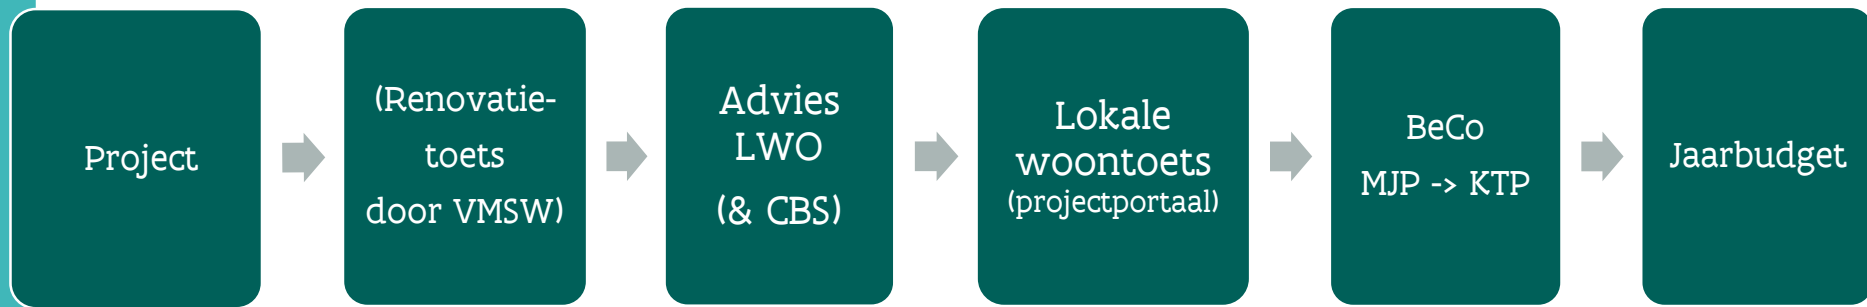 Project
(Renovatie-
toets
door VMSW)
Advies
LWO
(& CBS)
Lokale
woontoets
(projectportaal)
BeCo
MJP -> KTP
Jaarbudget